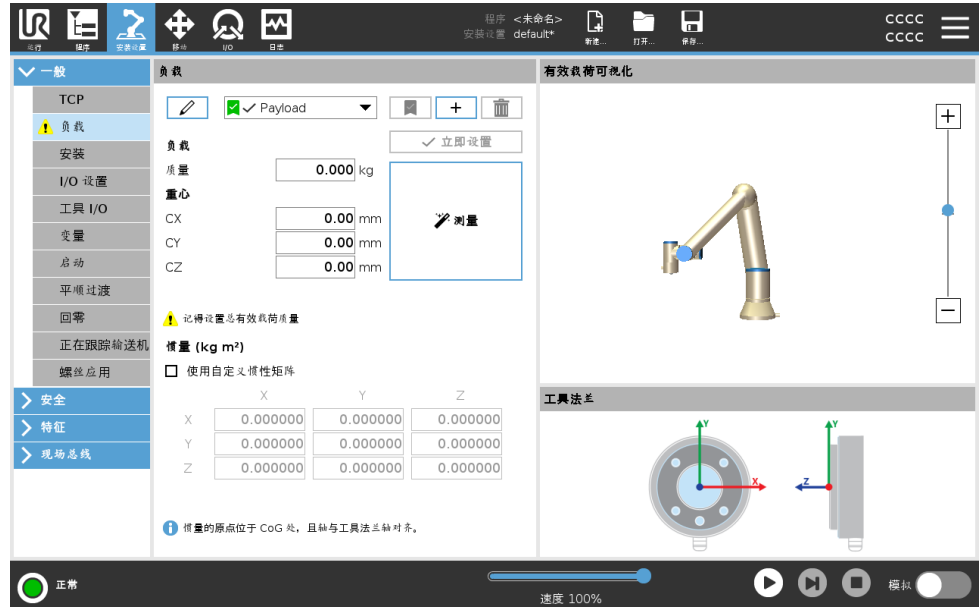 UR
运行 程序 安装设置 移动 I/O 日志
程序 <未命名>
安装设置 default*
新建... 打开... 保存...
CCCC
CCCC
一般
TCP
负载
安装
I/O 设置
工具 I/O
变量
启动
平顺过渡
回零
正在跟踪输送机
螺丝应用
安全
特征
现场总线
负载
Payload
立即设置
负载
质量 0.000 kg
重心
CX 0.00 mm
CY 0.00 mm
CZ 0.00 mm
测量
记得设置总有效载荷质量
惯量 (kg m²)
使用自定义惯性矩阵
X Y Z
X 0.000000 0.000000 0.000000
Y 0.000000 0.000000 0.000000
Z 0.000000 0.000000 0.000000
惯量的原点位于 CoG 处，且轴与工具法兰轴对齐。
有效载荷可视化
工具法兰
Y
X
Y
Z
正常
速度 100%
模拟